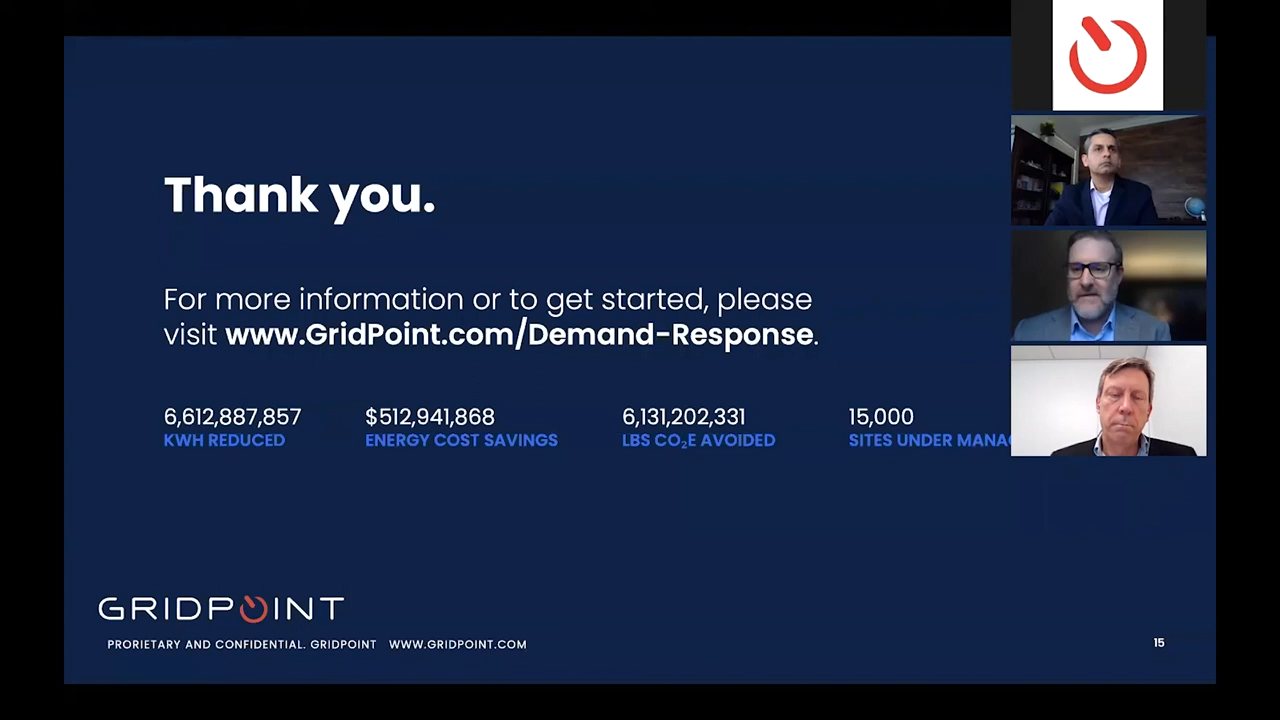 Thank you.
For more information or to get started, please
visit www.GridPoint.com/Demand-Response.
6,612,887,857
KWH REDUCED
$512,941,868
ENERGY COST SAVINGS
6,131,202,331
LBS CO₂E AVOIDED
15,000
SITES UNDER
GRIDPOINT
PRORIETARY AND CONFIDENTIAL. GRIDPOINT WWW.GRIDPOINT.COM
15